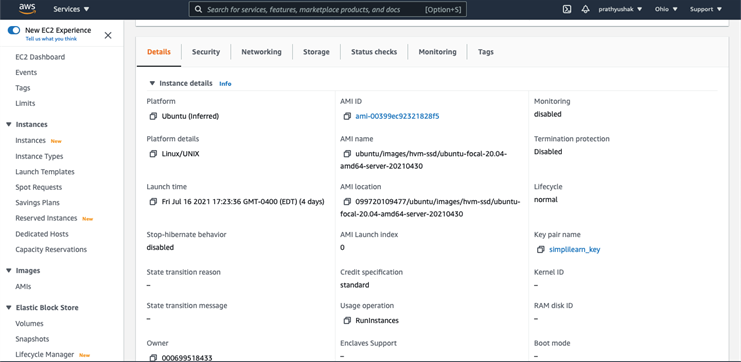 aws Services ▼ Search for services, features, marketplace products, and docs [Option+S] prathyushak ▼ Ohio ▼ Support ▼
New EC2 Experience
Tell us what you think
EC2 Dashboard
Events
Tags
Limits
Instances
Instances New
Instance Types
Launch Templates
Spot Requests
Savings Plans
Reserved Instances New
Dedicated Hosts
Capacity Reservations
Images
AMIs
Elastic Block Store
Volumes
Snapshots
Lifecycle Manager New
Details Security Networking Storage Status checks Monitoring Tags
Instance details Info
Platform
Ubuntu (Inferred)
Platform details
Linux/UNIX
Launch time
Fri Jul 16 2021 17:23:36 GMT-0400 (EDT) (4 days)
Stop-hibernate behavior
disabled
State transition reason
–
State transition message
–
Owner
000699518433
AMI ID
ami-00399ec92321828f5
AMI name
ubuntu/images/hvm-ssd/ubuntu-focal-20.04-
amd64-server-20210430
AMI location
099720109477/ubuntu/images/hvm-ssd/ubuntu-
focal-20.04-amd64-server-20210430
AMI Launch index
0
Credit specification
standard
Usage operation
RunInstances
Enclaves Support
–
Monitoring
disabled
Termination protection
Disabled
Lifecycle
normal
Key pair name
simplilearn_key
Kernel ID
–
RAM disk ID
–
Boot mode
–